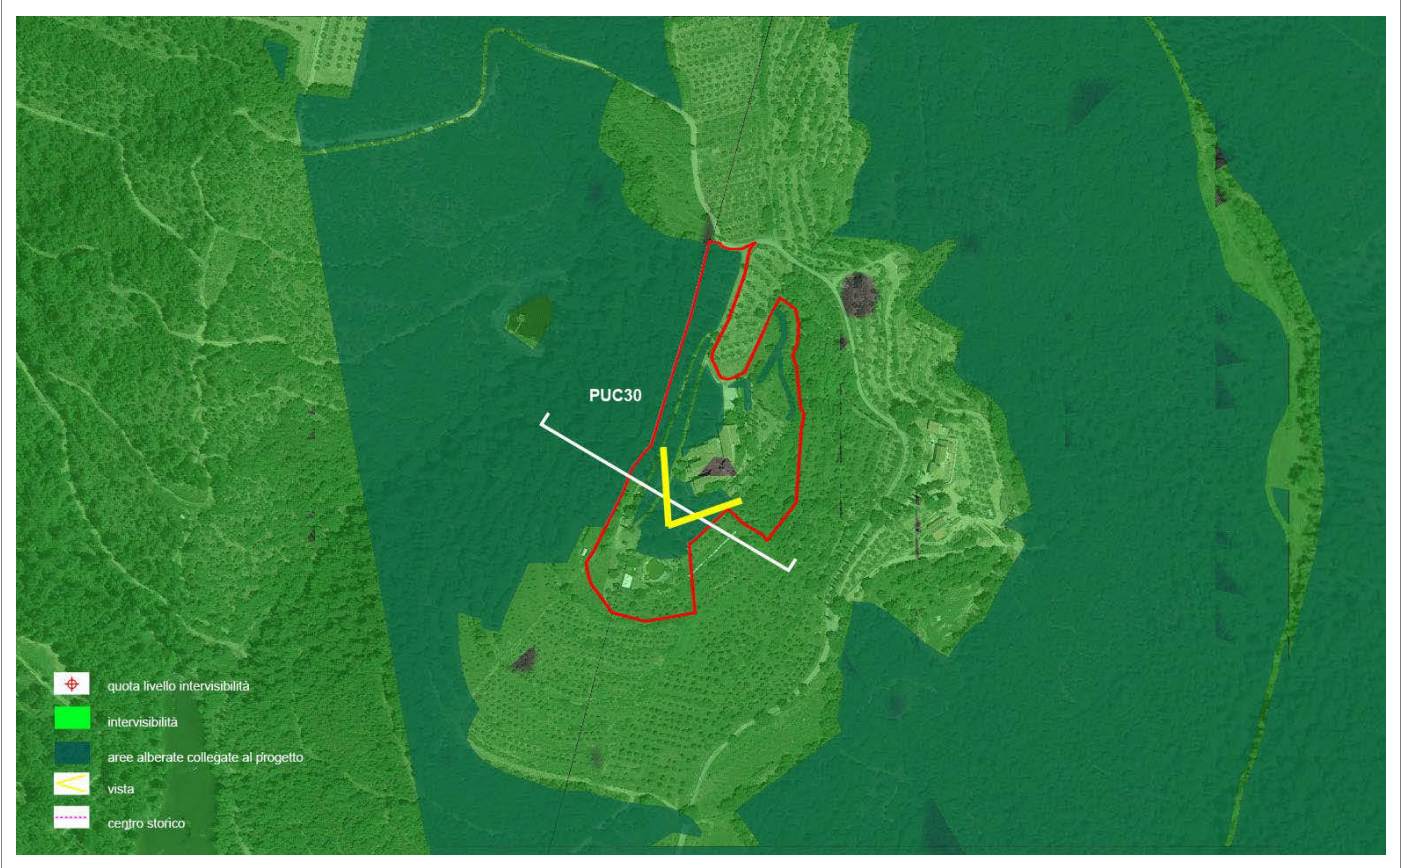 PUC30
quota livello intervisibilità
intervisibilità
aree alberate collegate al progetto
vista
centro storico